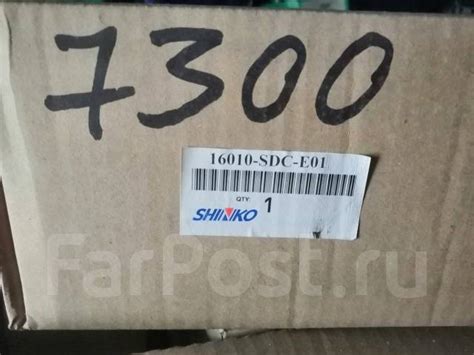 7300
16010-SDC-E01
QTY: 1
SHINKO
FarPost.ru